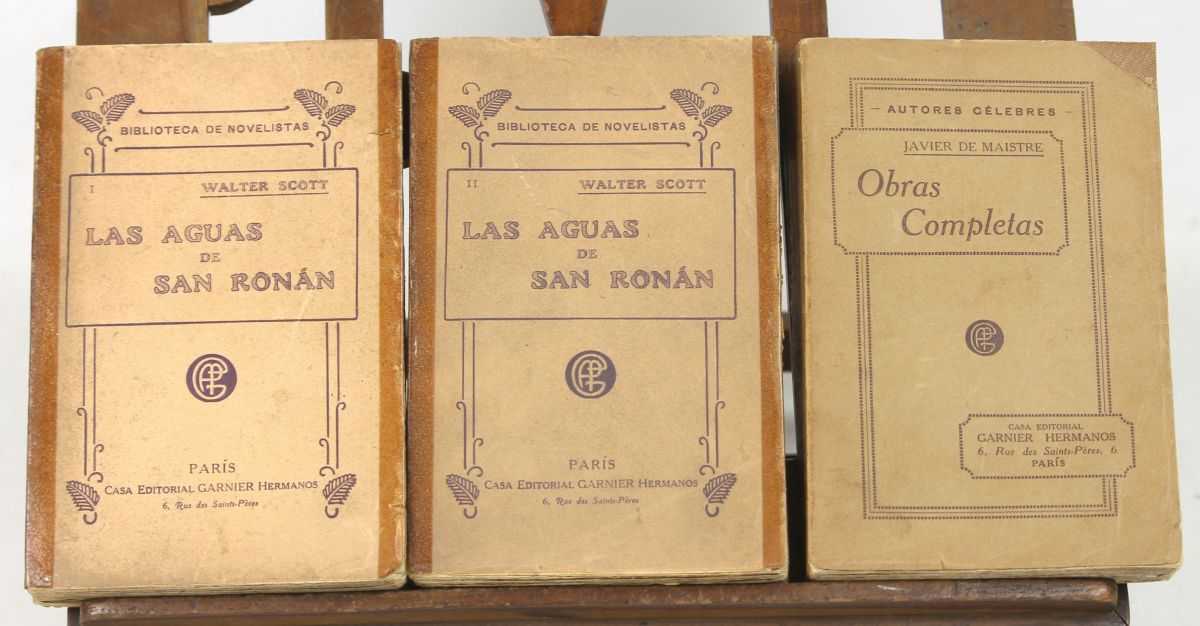 BIBLIOTECA DE NOVELISTAS
I
WALTER SCOTT
LAS AGUAS
DE
SAN RONÁN
PARÍS
CASA EDITORIAL GARNIER HERMANOS
6, Rue des Saints-Pères
BIBLIOTECA DE NOVELISTAS
II
WALTER SCOTT
LAS AGUAS
DE
SAN RONÁN
PARÍS
CASA EDITORIAL GARNIER HERMANOS
6, Rue des Saints-Pères
- AUTORES CÉLEBRES -
JAVIER DE MAISTRE
Obras
Completas
CASA EDITORIAL
GARNIER HERMANOS
6, Rue des Saints-Pères, 6
PARÍS